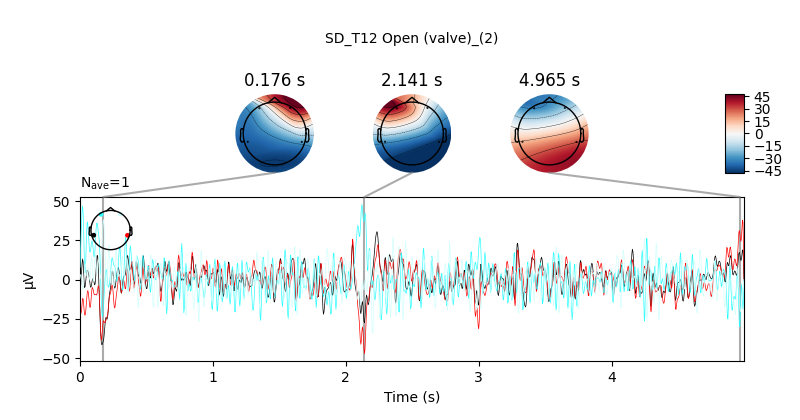 SD_T12 Open (valve)_(2)
0.176 s 2.141 s 4.965 s
45
30
15
0
−15
−30
−45
Nave=1
50
25
0
−25
−50
µV
0 1 2 3 4
Time (s)